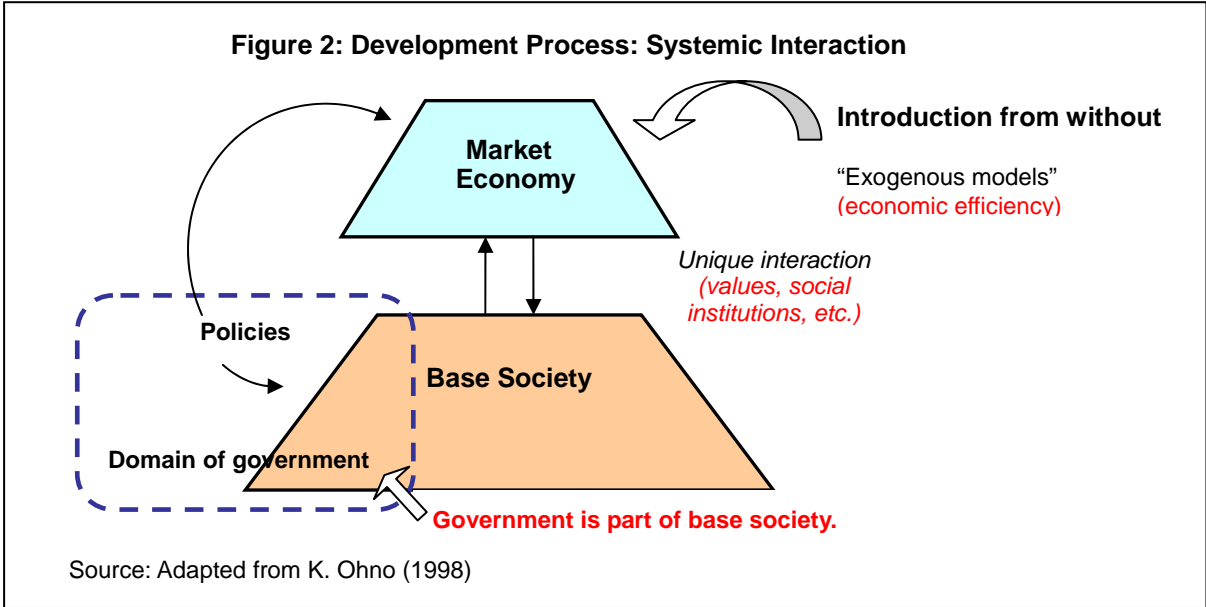 Figure 2: Development Process: Systemic Interaction
Market
Economy
Introduction from without
“Exogenous models”
(economic efficiency)
Unique interaction
(values, social
institutions, etc.)
Policies
Base Society
Domain of government
Government is part of base society.
Source: Adapted from K. Ohno (1998)